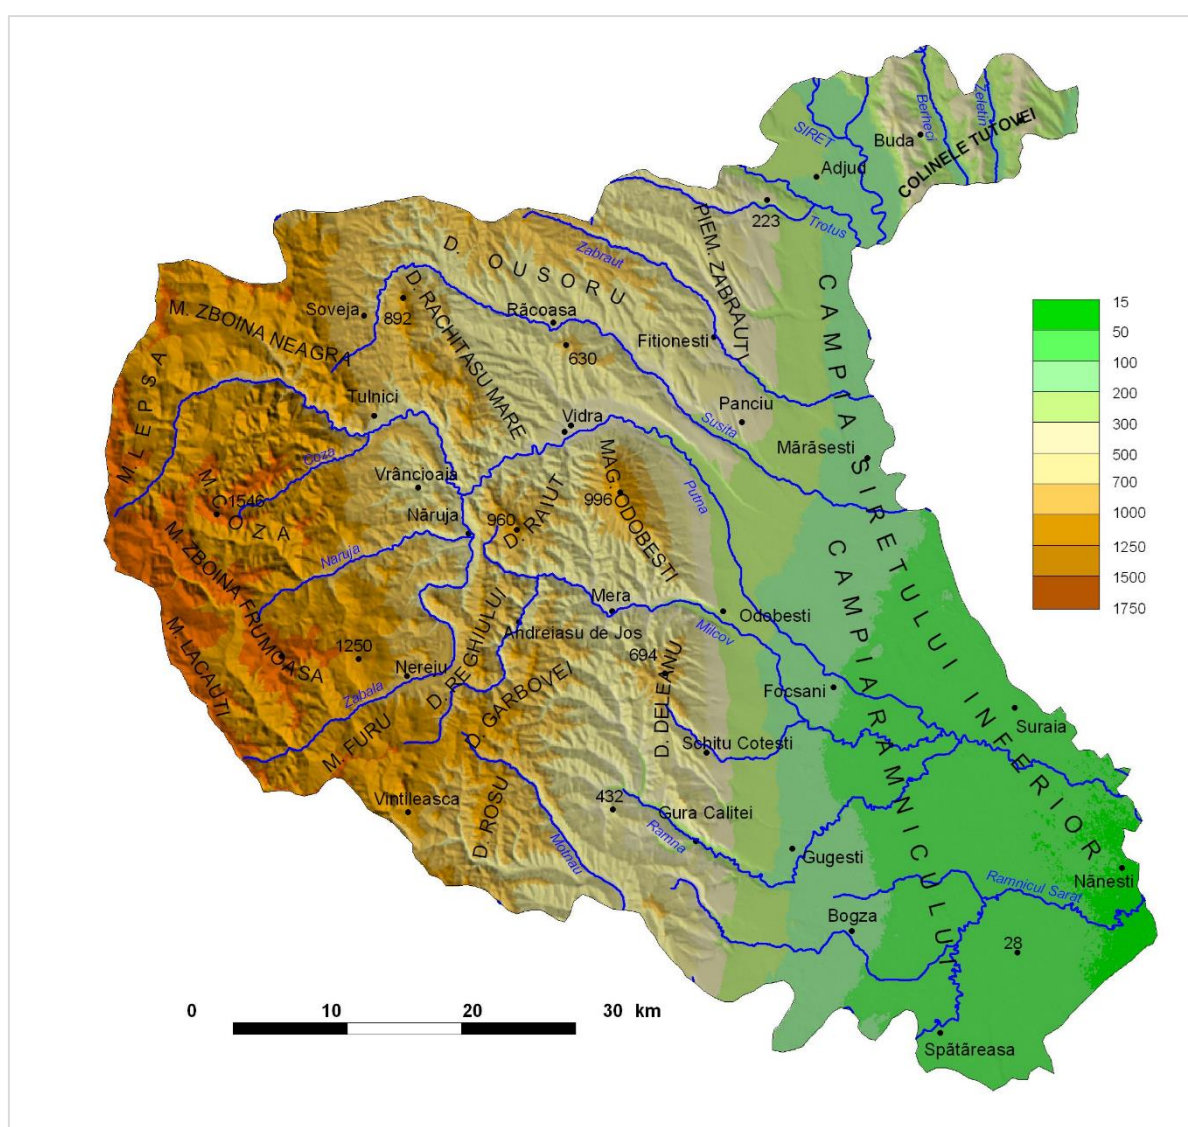 Berheci
Zeletin
SIRET
Buda
COLINELE TUTOVEI
Adjud
223
Trotus
PIEM. ZABRAUTI
D. OUSORU
Zabraut
CAMPIA SIRETULUI INFERIOR
Soveja
892
D. RACHITASU MARE
Răcoasa
630
Fitionesti
M. ZBOINA NEAGRA
M LEPSA
Tulnici
Vidra
Susita
Panciu
Mărăsesti
Coza
Vrâncioaia
M. COZA
1546
Năruja
960
D. RAIUT
996
MAG. ODOBESTI
Putna
CAMPIA RAMNICULUI
M. ZBOINA FRUMOASA
Naruja
Mera
Odobesti
Milcov
M. LACAUTI
1250
Nereju
D. REGHIULUI
Andreiasu de Jos
694
D. DELEANU
Focsani
Suraia
Zabala
D. GARBOVEI
M. FURU
Schitu Cotesti
Vintileasca
D. ROSU
432
Gura Calitei
Motnau
Ramna
Gugesti
Nănesti
Ramnicul Sarat
Bogza
28
Spătăreasa
15
50
100
200
300
500
700
1000
1250
1500
1750
0 10 20 30 km